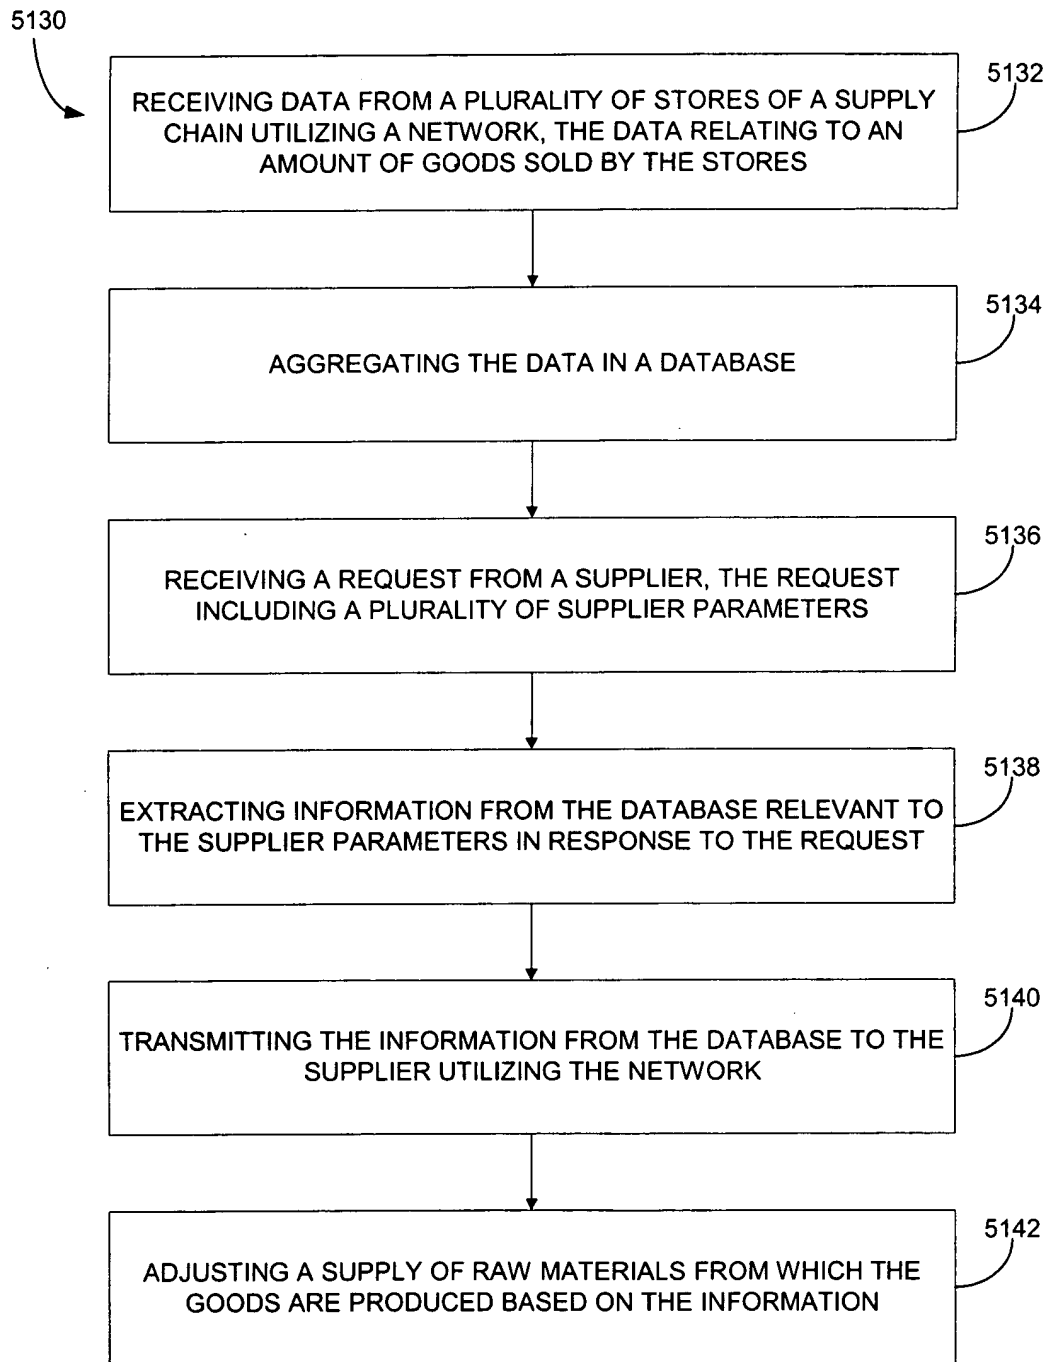 5130
5132
RECEIVING DATA FROM A PLURALITY OF STORES OF A SUPPLY
CHAIN UTILIZING A NETWORK, THE DATA RELATING TO AN
AMOUNT OF GOODS SOLD BY THE STORES
5134
AGGREGATING THE DATA IN A DATABASE
5136
RECEIVING A REQUEST FROM A SUPPLIER, THE REQUEST
INCLUDING A PLURALITY OF SUPPLIER PARAMETERS
5138
EXTRACTING INFORMATION FROM THE DATABASE RELEVANT TO
THE SUPPLIER PARAMETERS IN RESPONSE TO THE REQUEST
5140
TRANSMITTING THE INFORMATION FROM THE DATABASE TO THE
SUPPLIER UTILIZING THE NETWORK
5142
ADJUSTING A SUPPLY OF RAW MATERIALS FROM WHICH THE
GOODS ARE PRODUCED BASED ON THE INFORMATION